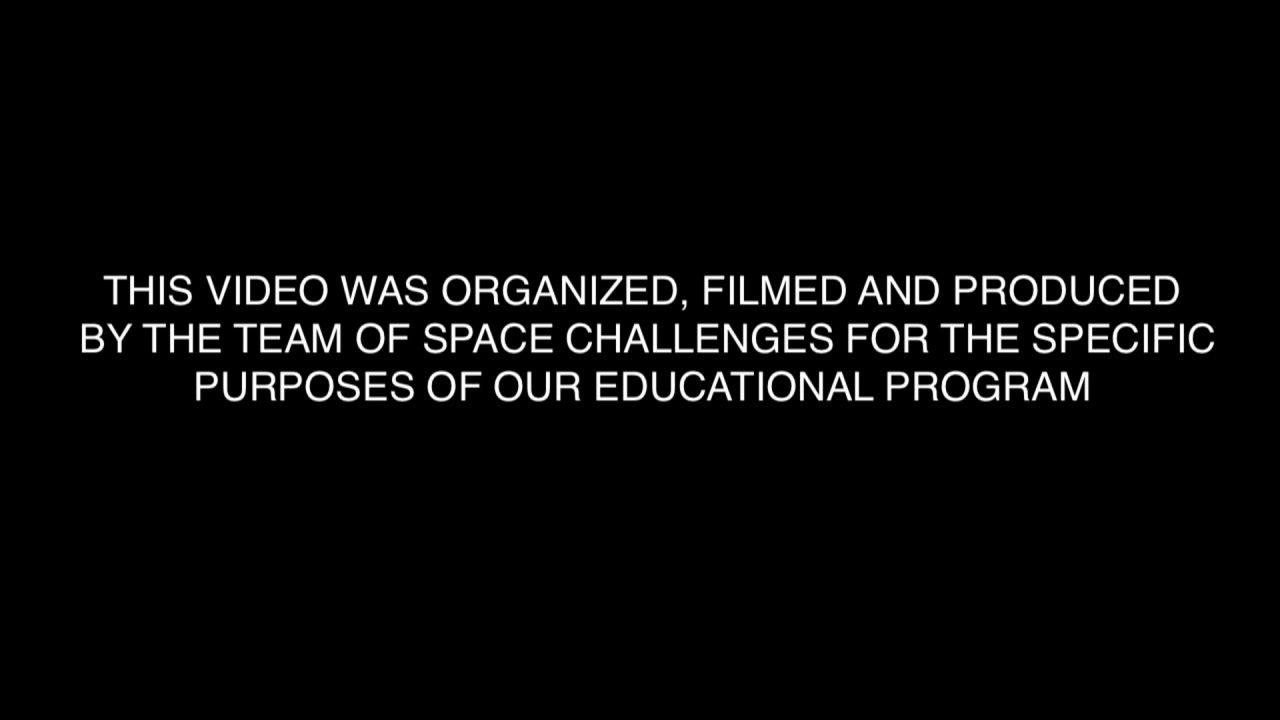 THIS VIDEO WAS ORGANIZED, FILMED AND PRODUCED
BY THE TEAM OF SPACE CHALLENGES FOR THE SPECIFIC
PURPOSES OF OUR EDUCATIONAL PROGRAM